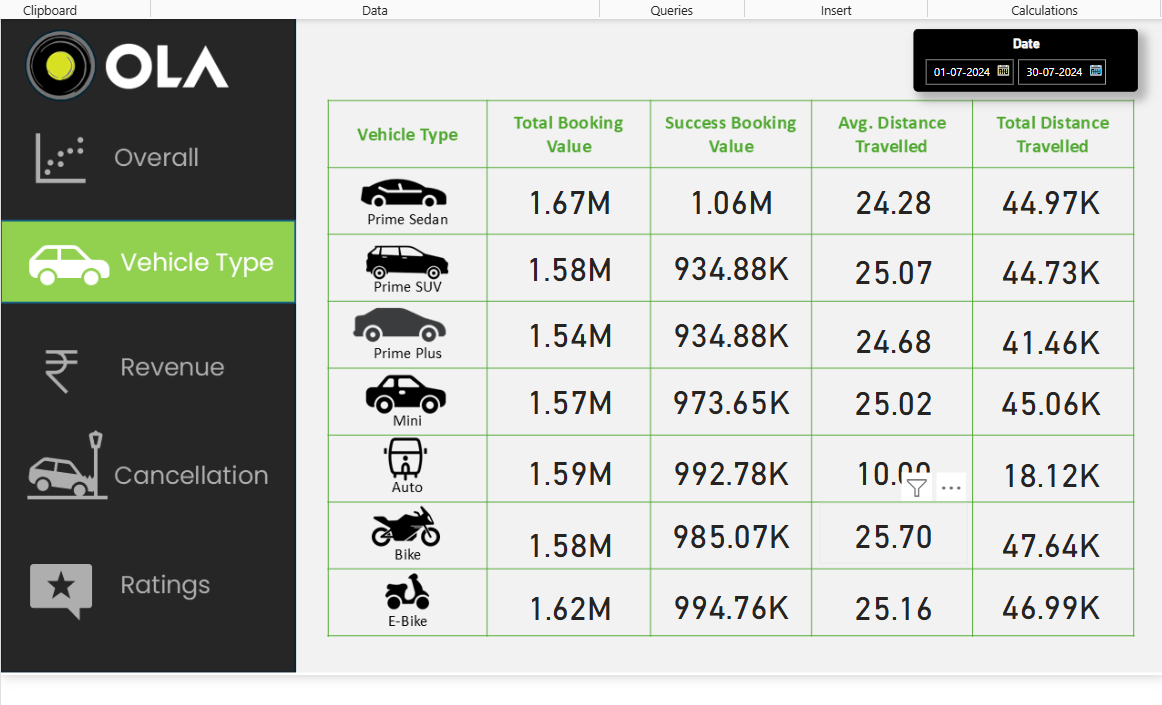 Clipboard Data Queries Insert Calculations
OLA
Date
01-07-2024 30-07-2024
Overall
Vehicle Type
Revenue
Cancellation
Ratings
Vehicle Type
Total Booking
Value
Success Booking
Value
Avg. Distance
Travelled
Total Distance
Travelled
Prime Sedan 1.67M 1.06M 24.28 44.97K
Prime SUV 1.58M 934.88K 25.07 44.73K
Prime Plus 1.54M 934.88K 24.68 41.46K
Mini 1.57M 973.65K 25.02 45.06K
Auto 1.59M 992.78K 18.12K
Bike 1.58M 985.07K 25.70 47.64K
E-Bike 1.62M 994.76K 25.16 46.99K